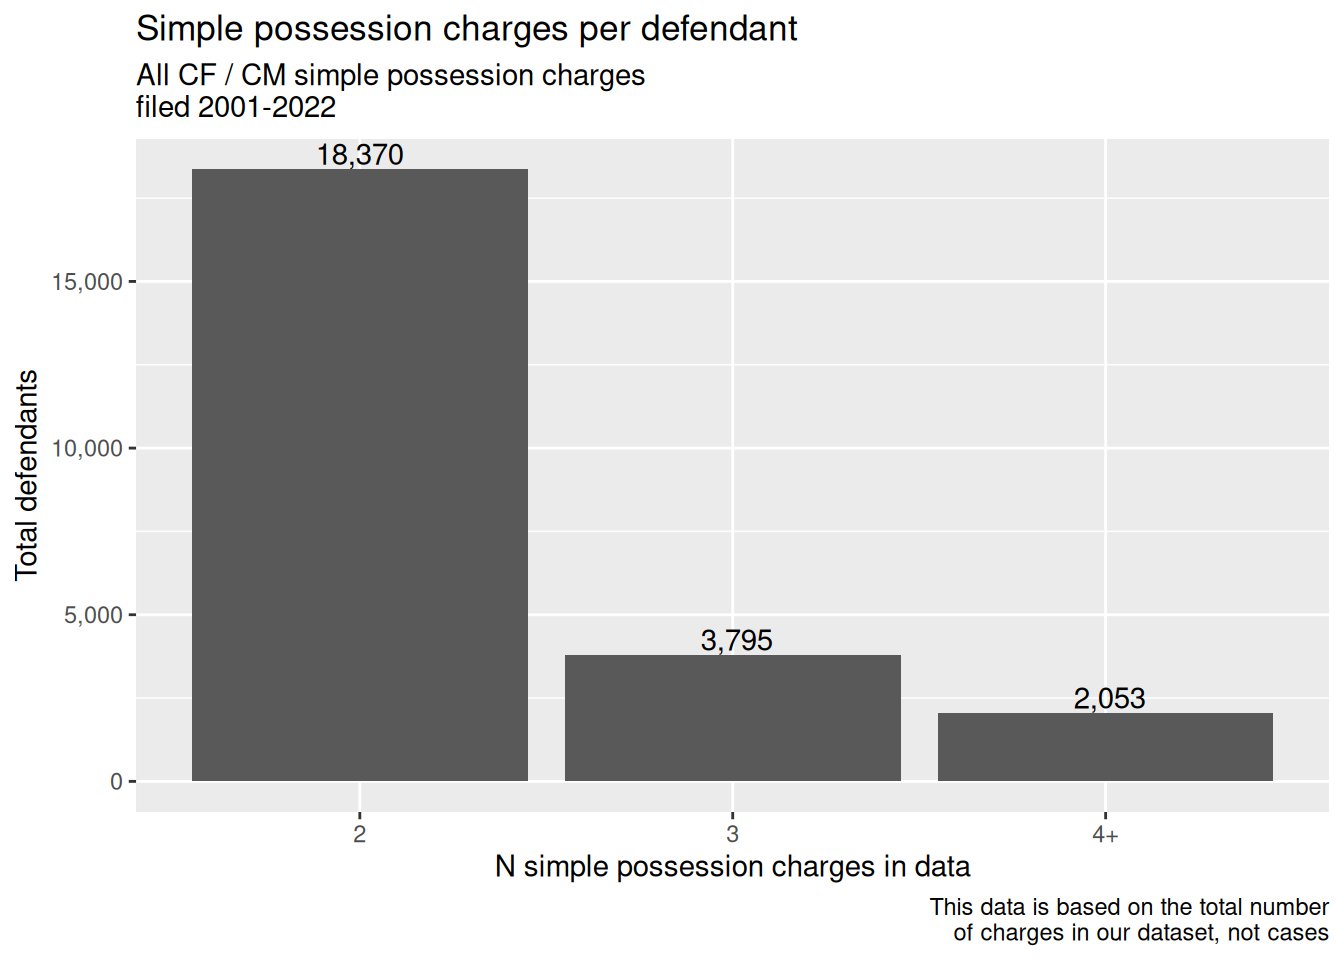 Simple possession charges per defendant
All CF / CM simple possession charges
filed 2001-2022
18,370
3,795
2,053
15,000
10,000
5,000
0
Total defendants
2
3
4+
N simple possession charges in data
This data is based on the total number
of charges in our dataset, not cases